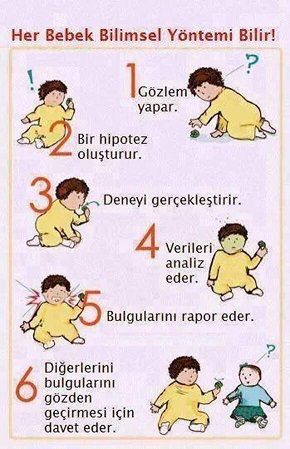 Her Bebek Bilimsel Yöntemi Bilir!
!
?
1
Gözlem
yapar.
2
Bir hipotez
oluşturur.
3
Deneyi gerçekleştirir.
4
Verileri
analiz
eder.
5
Bulgularını rapor eder.
6
Diğerlerini
bulgularını
gözden
geçirmesi için
davet eder.
?